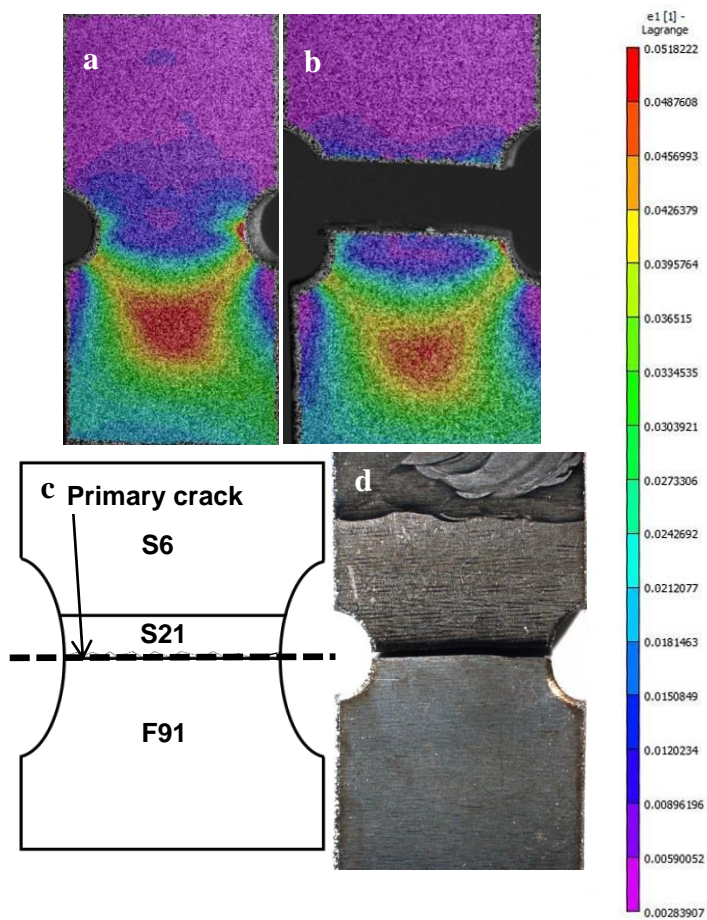 a
b
c
Primary crack
S6
S21
F91
d
e1 [1] -
Lagrange
0.0518222
0.0487608
0.0456993
0.0426379
0.0395764
0.036515
0.0334535
0.0303921
0.0273306
0.0242692
0.0212077
0.0181463
0.0150849
0.0120234
0.00896196
0.00590052
0.00283907